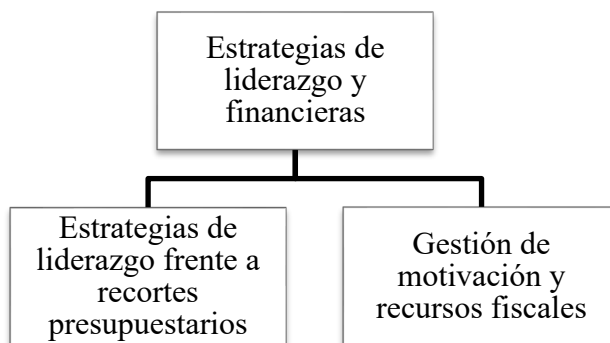 Estrategias de
liderazgo y
financieras
Estrategias de
liderazgo frente a
recortes
presupuestarios
Gestión de
motivación y
recursos fiscales